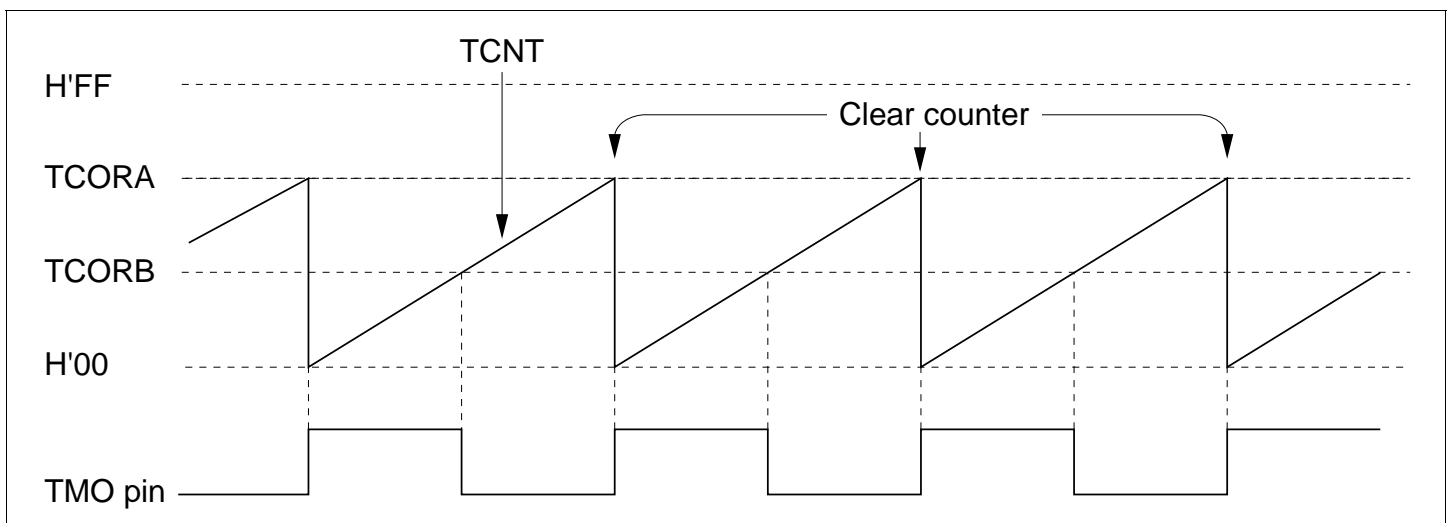 TCNT
H'FF
Clear counter
TCORA
TCORB
H'00
TMO pin